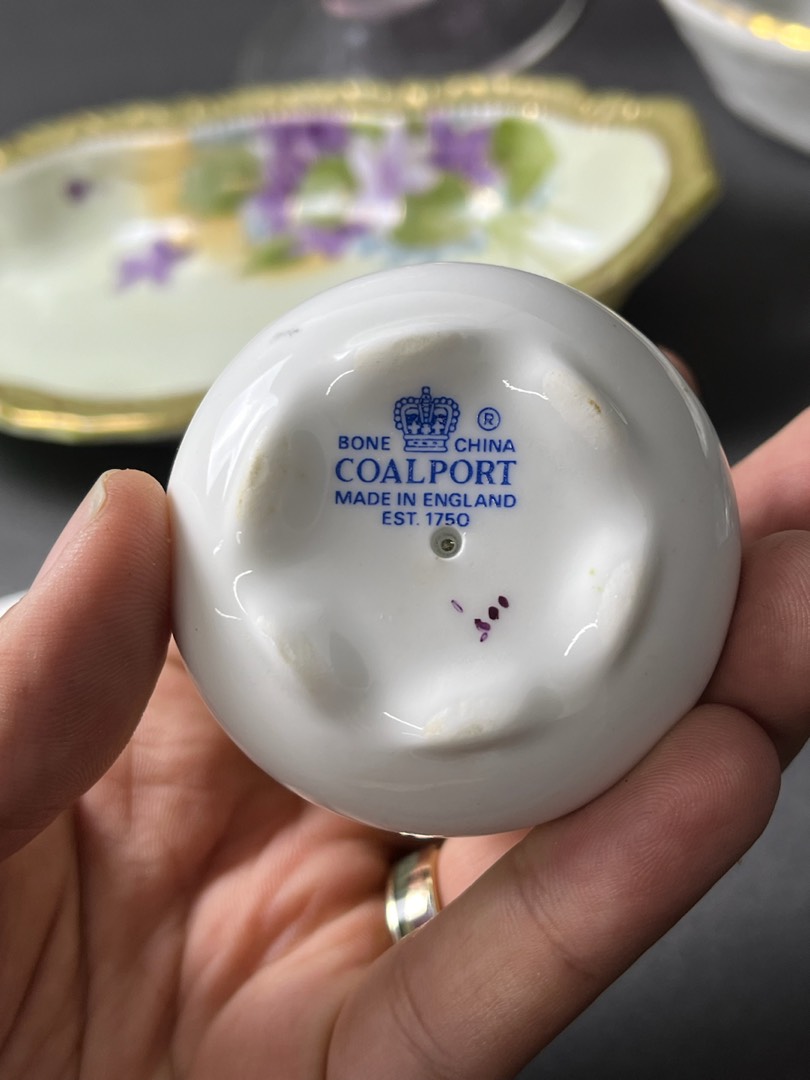 ®
BONE CHINA
COALPORT
MADE IN ENGLAND
EST. 1750